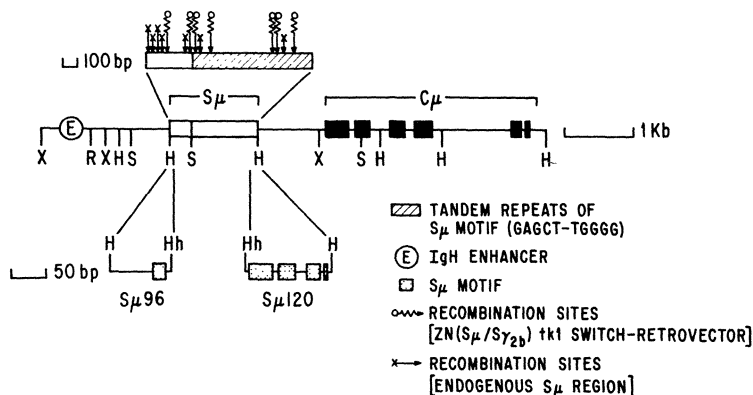 100 bp
Sμ
Cμ
E
1 Kb
X R X H S H S H X S H H H
H Hh Hh H
50 bp
Sμ96 Sμ120
TANDEM REPEATS OF
Sμ MOTIF (GAGCT-TGGGG)
E IgH ENHANCER
Sμ MOTIF
RECOMBINATION SITES
[ZN(Sμ/Sγ2b) tk1 SWITCH-RETROVECTOR]
x RECOMBINATION SITES
[ENDOGENOUS Sμ REGION]